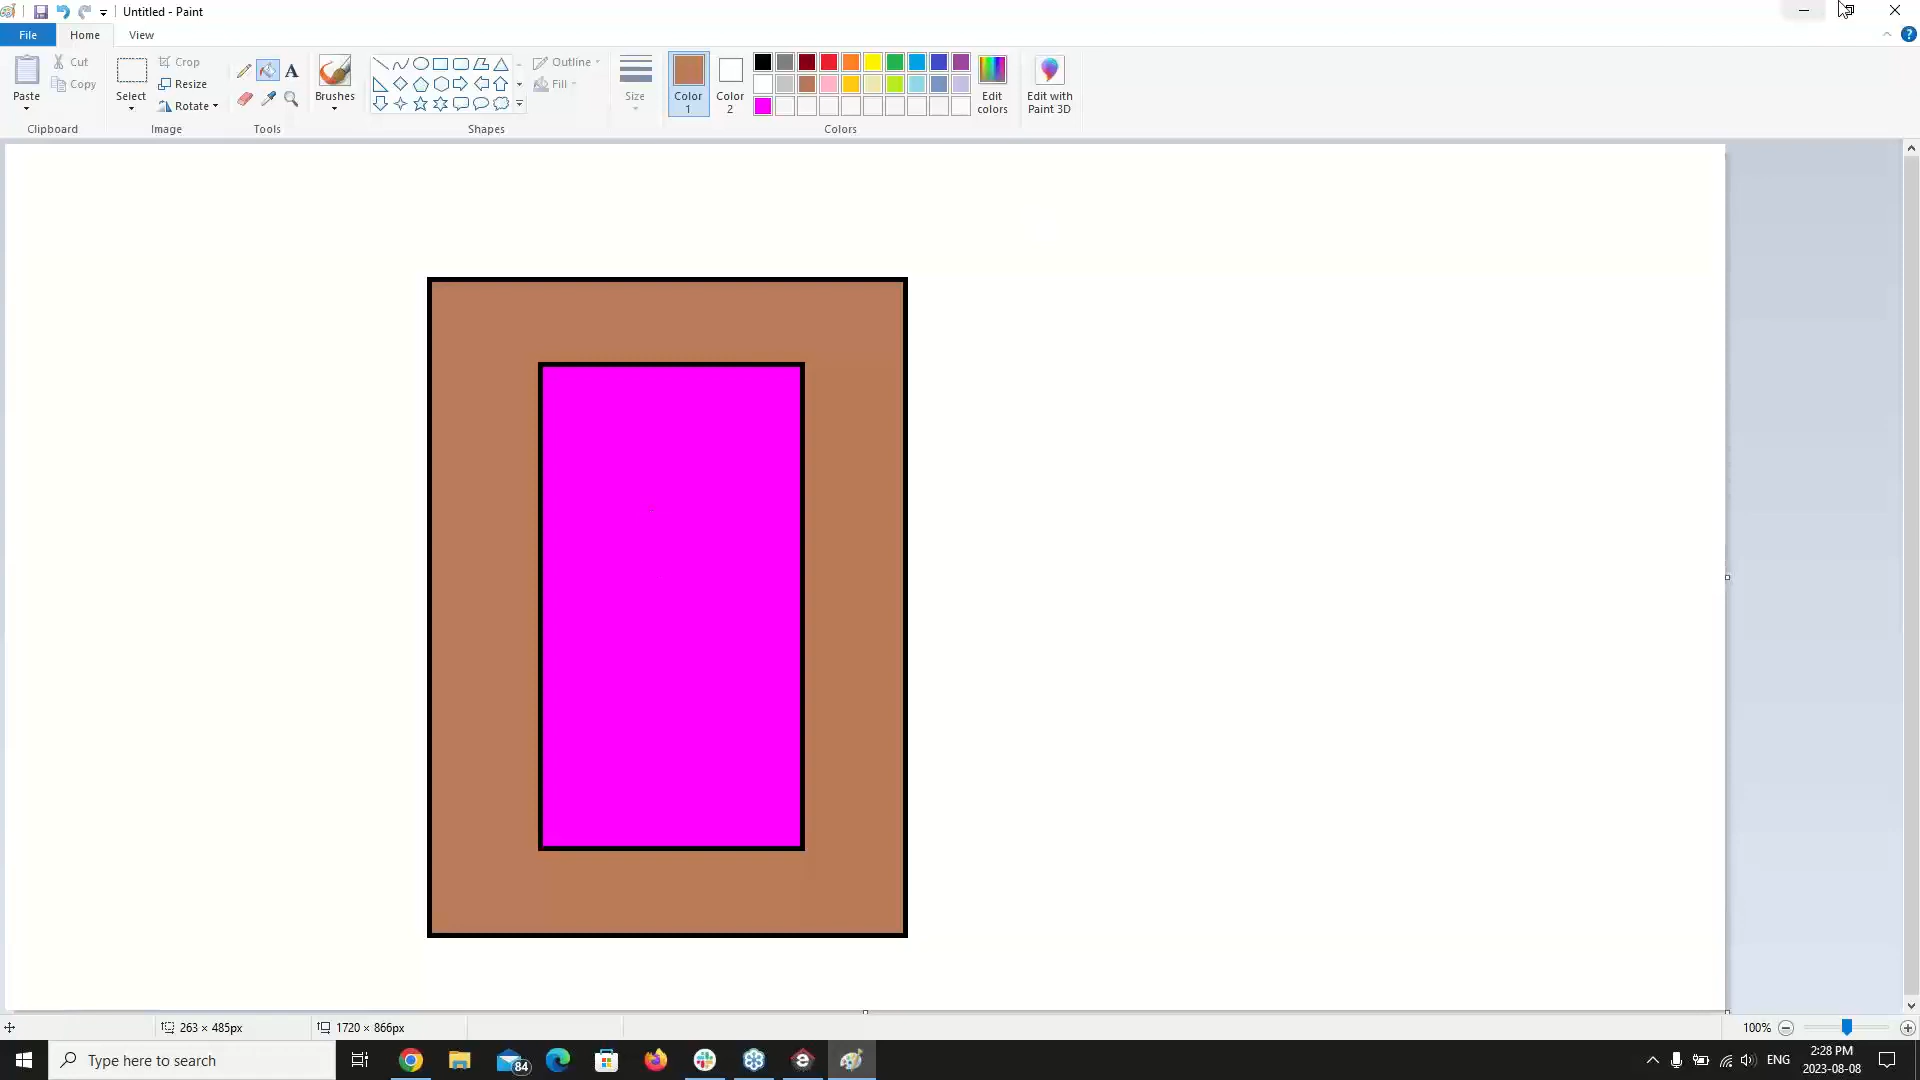 Untitled - Paint
File
Home
View
Paste
Cut
Copy
Clipboard
Select
Crop
Resize
Rotate
Image
A
Tools
Brushes
Outline
Fill
Shapes
Size
Color
1
Color
2
Colors
Edit
colors
Edit with
Paint 3D
?
263 × 485px
1720 × 866px
100%
Type here to search
84
ENG
2:28 PM
2023-08-08